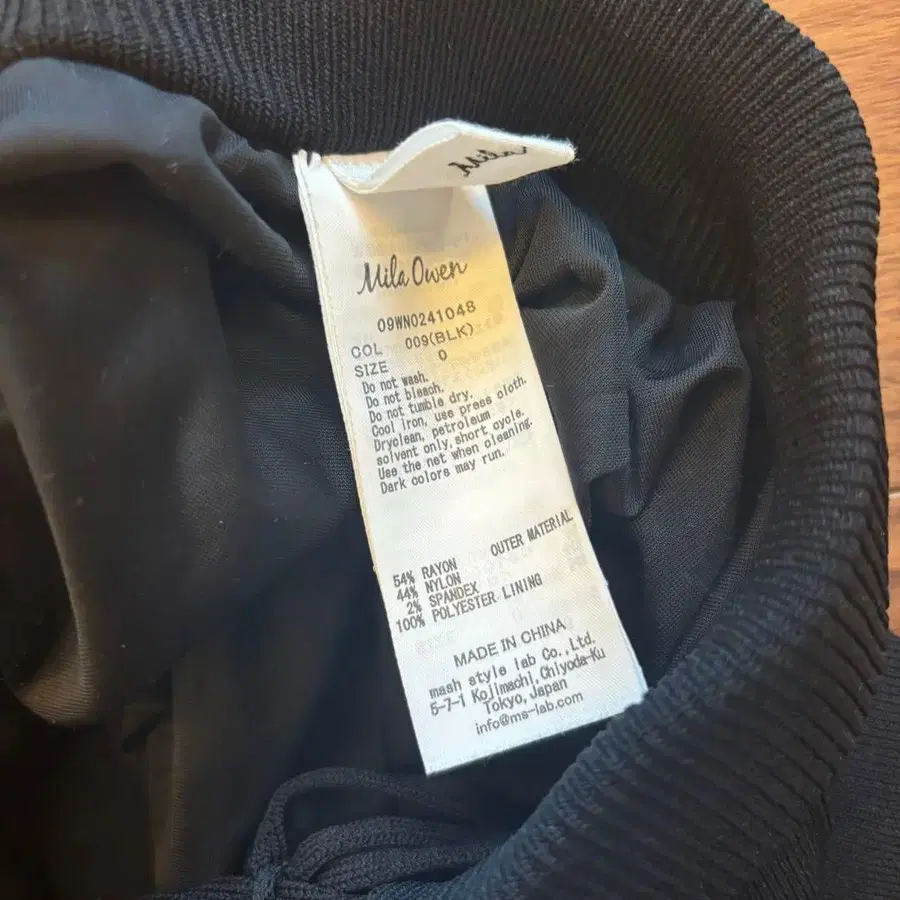 Mila
Mila Owen
09WN0241048
COL 009(BLK)
SIZE 0
Do not wash.
Do not bleach.
Do not tumble dry.
Cool iron, use press cloth.
Dryclean, petroleum
solvent only, short cycle.
Use the net when cleaning.
Dark colors may run.
OUTER MATERIAL
54% RAYON
44% NYLON
2% SPANDEX
100% POLYESTER LINING
MADE IN CHINA
mash style lab Co., Ltd.
5-7-1 Kojimachi, Chiyoda-Ku
Tokyo, Japan
info@ms-lab.com